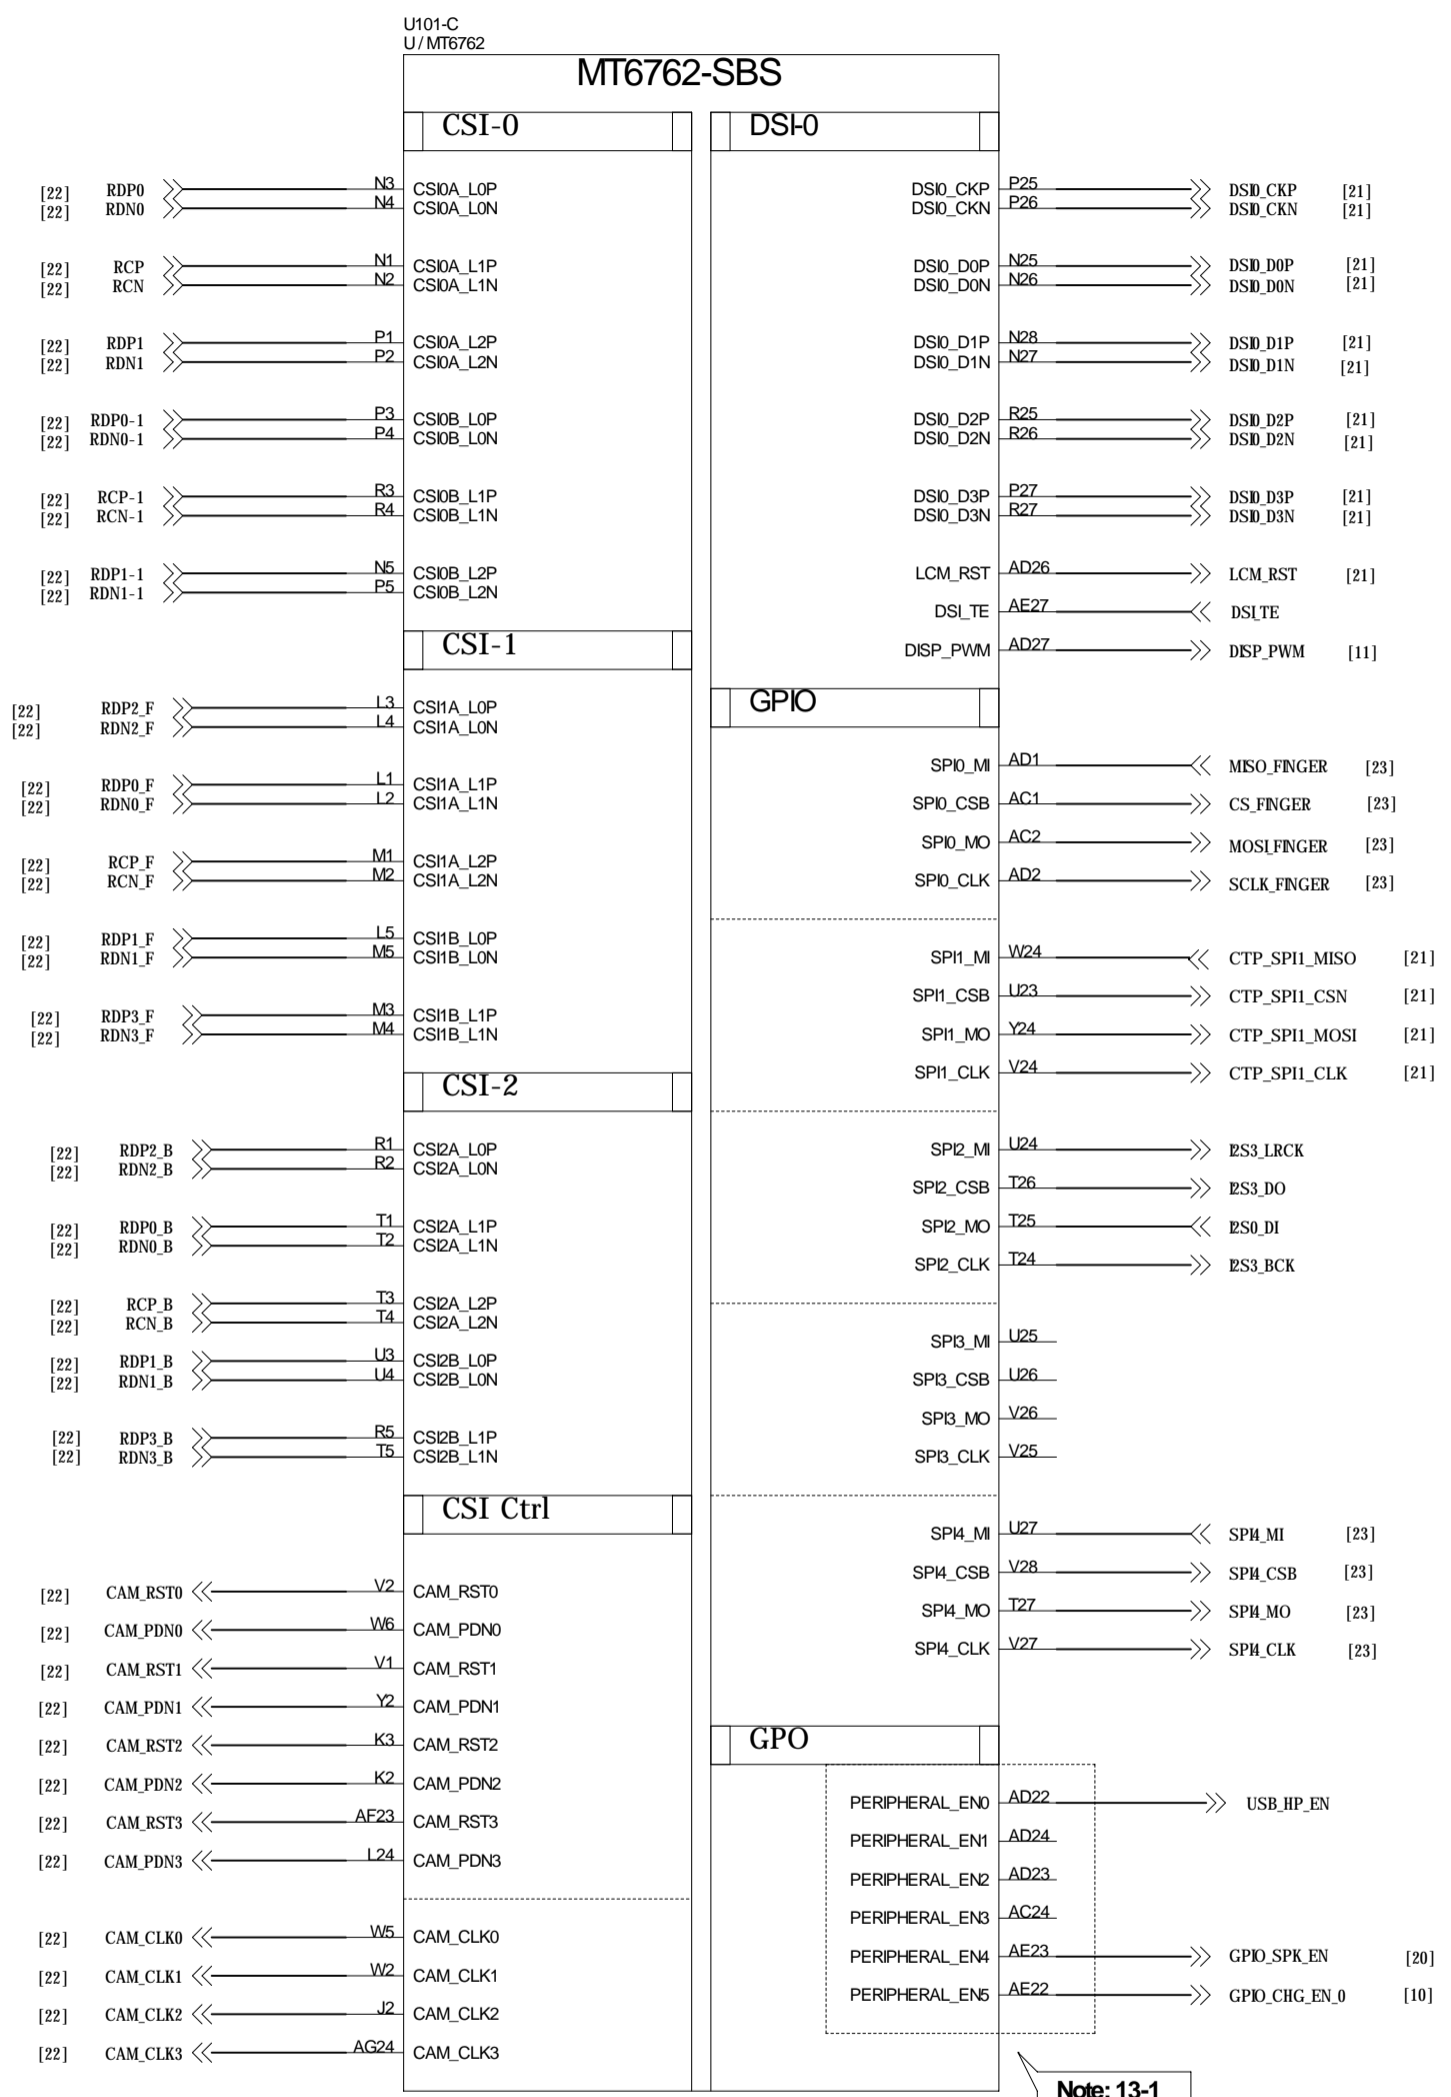 U101-C
U / MT6762
MT6762-SBS
CSI-0
[22] RDP0 N3 CSI0A_L0P
[22] RDN0 N4 CSI0A_L0N
[22] RCP N1 CSI0A_L1P
[22] RCN N2 CSI0A_L1N
[22] RDP1 P1 CSI0A_L2P
[22] RDN1 P2 CSI0A_L2N
[22] RDP0-1 P3 CSI0B_L0P
[22] RDN0-1 P4 CSI0B_L0N
[22] RCP-1 R3 CSI0B_L1P
[22] RCN-1 R4 CSI0B_L1N
[22] RDP1-1 N5 CSI0B_L2P
[22] RDN1-1 P5 CSI0B_L2N
CSI-1
[22] RDP2_F L3 CSI1A_L0P
[22] RDN2_F L4 CSI1A_L0N
[22] RDP0_F L1 CSI1A_L1P
[22] RDN0_F L2 CSI1A_L1N
[22] RCP_F M1 CSI1A_L2P
[22] RCN_F M2 CSI1A_L2N
[22] RDP1_F L5 CSI1B_L0P
[22] RDN1_F M5 CSI1B_L0N
[22] RDP3_F M3 CSI1B_L1P
[22] RDN3_F M4 CSI1B_L1N
CSI-2
[22] RDP2_B R1 CSI2A_L0P
[22] RDN2_B R2 CSI2A_L0N
[22] RDP0_B T1 CSI2A_L1P
[22] RDN0_B T2 CSI2A_L1N
[22] RCP_B T3 CSI2A_L2P
[22] RCN_B T4 CSI2A_L2N
[22] RDP1_B U3 CSI2B_L0P
[22] RDN1_B U4 CSI2B_L0N
[22] RDP3_B R5 CSI2B_L1P
[22] RDN3_B T5 CSI2B_L1N
CSI Ctrl
[22] CAM_RST0 V2 CAM_RST0
[22] CAM_PDN0 W6 CAM_PDN0
[22] CAM_RST1 V1 CAM_RST1
[22] CAM_PDN1 Y2 CAM_PDN1
[22] CAM_RST2 K3 CAM_RST2
[22] CAM_PDN2 K2 CAM_PDN2
[22] CAM_RST3 AF23 CAM_RST3
[22] CAM_PDN3 L24 CAM_PDN3
[22] CAM_CLK0 W5 CAM_CLK0
[22] CAM_CLK1 W2 CAM_CLK1
[22] CAM_CLK2 J2 CAM_CLK2
[22] CAM_CLK3 AG24 CAM_CLK3
DSI-0
DSI0_CKP P25 DSI0_CKP [21]
DSI0_CKN P26 DSI0_CKN [21]
DSI0_D0P N25 DSI0_D0P [21]
DSI0_D0N N26 DSI0_D0N [21]
DSI0_D1P N28 DSI0_D1P [21]
DSI0_D1N N27 DSI0_D1N [21]
DSI0_D2P R25 DSI0_D2P [21]
DSI0_D2N R26 DSI0_D2N [21]
DSI0_D3P P27 DSI0_D3P [21]
DSI0_D3N R27 DSI0_D3N [21]
LCM_RST AD26 LCM_RST [21]
DSI_TE AE27 DSI_TE
DISP_PWM AD27 DISP_PWM [11]
GPIO
SPI0_MI AD1 MISO_FINGER [23]
SPI0_CSB AC1 CS_FINGER [23]
SPI0_MO AC2 MOSI_FINGER [23]
SPI0_CLK AD2 SCLK_FINGER [23]
SPI1_MI W24 CTP_SPI1_MISO [21]
SPI1_CSB U23 CTP_SPI1_CSN [21]
SPI1_MO Y24 CTP_SPI1_MOSI [21]
SPI1_CLK V24 CTP_SPI1_CLK [21]
SPI2_MI U24 I2S3_LRCK
SPI2_CSB T26 I2S3_DO
SPI2_MO T25 I2S0_DI
SPI2_CLK T24 I2S3_BCK
SPI3_MI U25
SPI3_CSB U26
SPI3_MO V26
SPI3_CLK V25
SPI4_MI U27 SPI4_MI [23]
SPI4_CSB V28 SPI4_CSB [23]
SPI4_MO T27 SPI4_MO [23]
SPI4_CLK V27 SPI4_CLK [23]
GPO
PERIPHERAL_EN0 AD22 USB_HP_EN
PERIPHERAL_EN1 AD24
PERIPHERAL_EN2 AD23
PERIPHERAL_EN3 AC24
PERIPHERAL_EN4 AE23 GPIO_SPK_EN [20]
PERIPHERAL_EN5 AE22 GPIO_CHG_EN_0 [10]
Note: 13-1